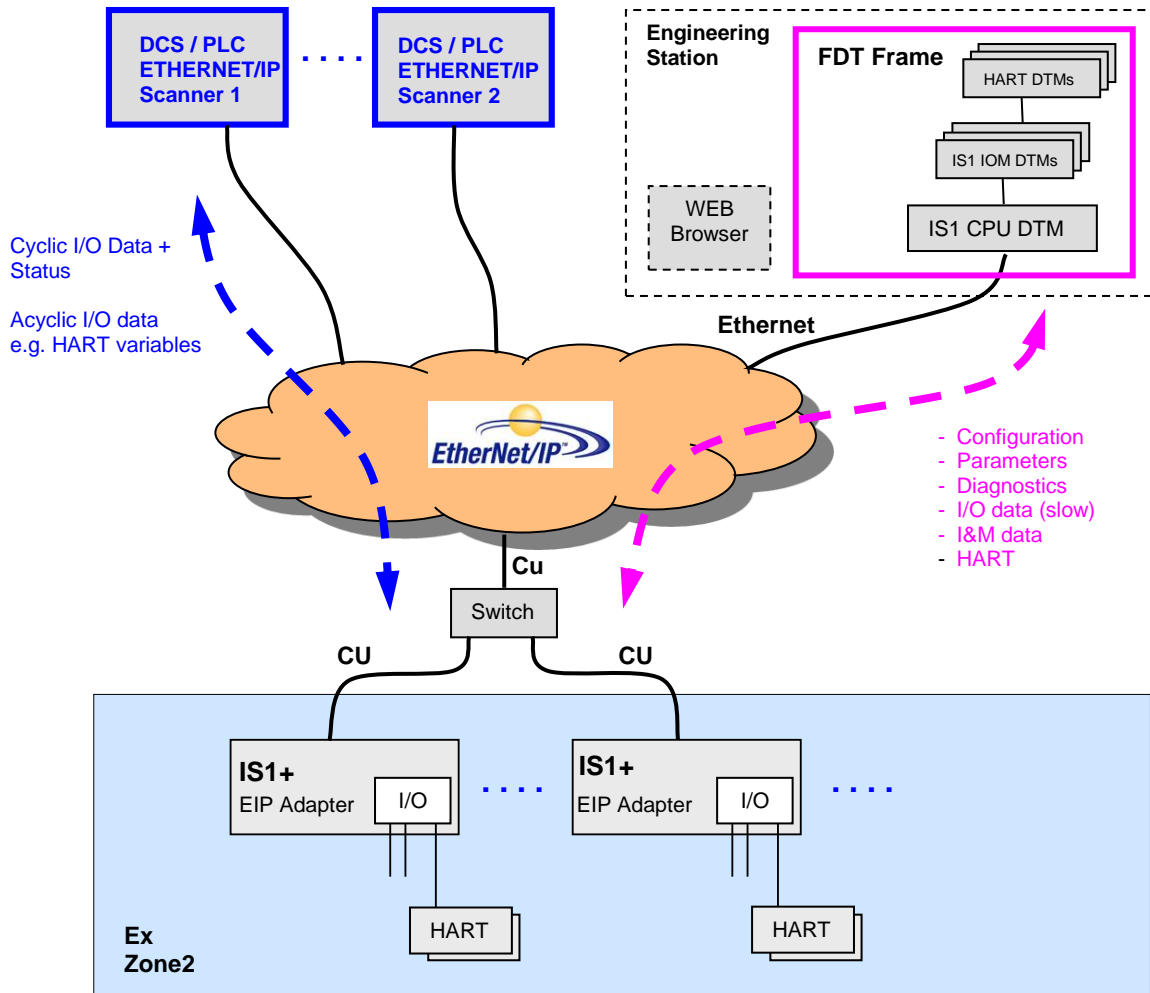 DCS / PLC
ETHERNET/IP
Scanner 1
. . . .
DCS / PLC
ETHERNET/IP
Scanner 2
Engineering
Station
FDT Frame
HART DTMs
IS1 IOM DTMs
IS1 CPU DTM
WEB
Browser
Cyclic I/O Data +
Status
Acyclic I/O data
e.g. HART variables
Ethernet
EtherNet/IP™
- Configuration
- Parameters
- Diagnostics
- I/O data (slow)
- I&M data
- HART
Cu
Switch
CU
CU
IS1+
EIP Adapter
I/O
. . . .
IS1+
EIP Adapter
I/O
. . . .
HART
HART
Ex
Zone2